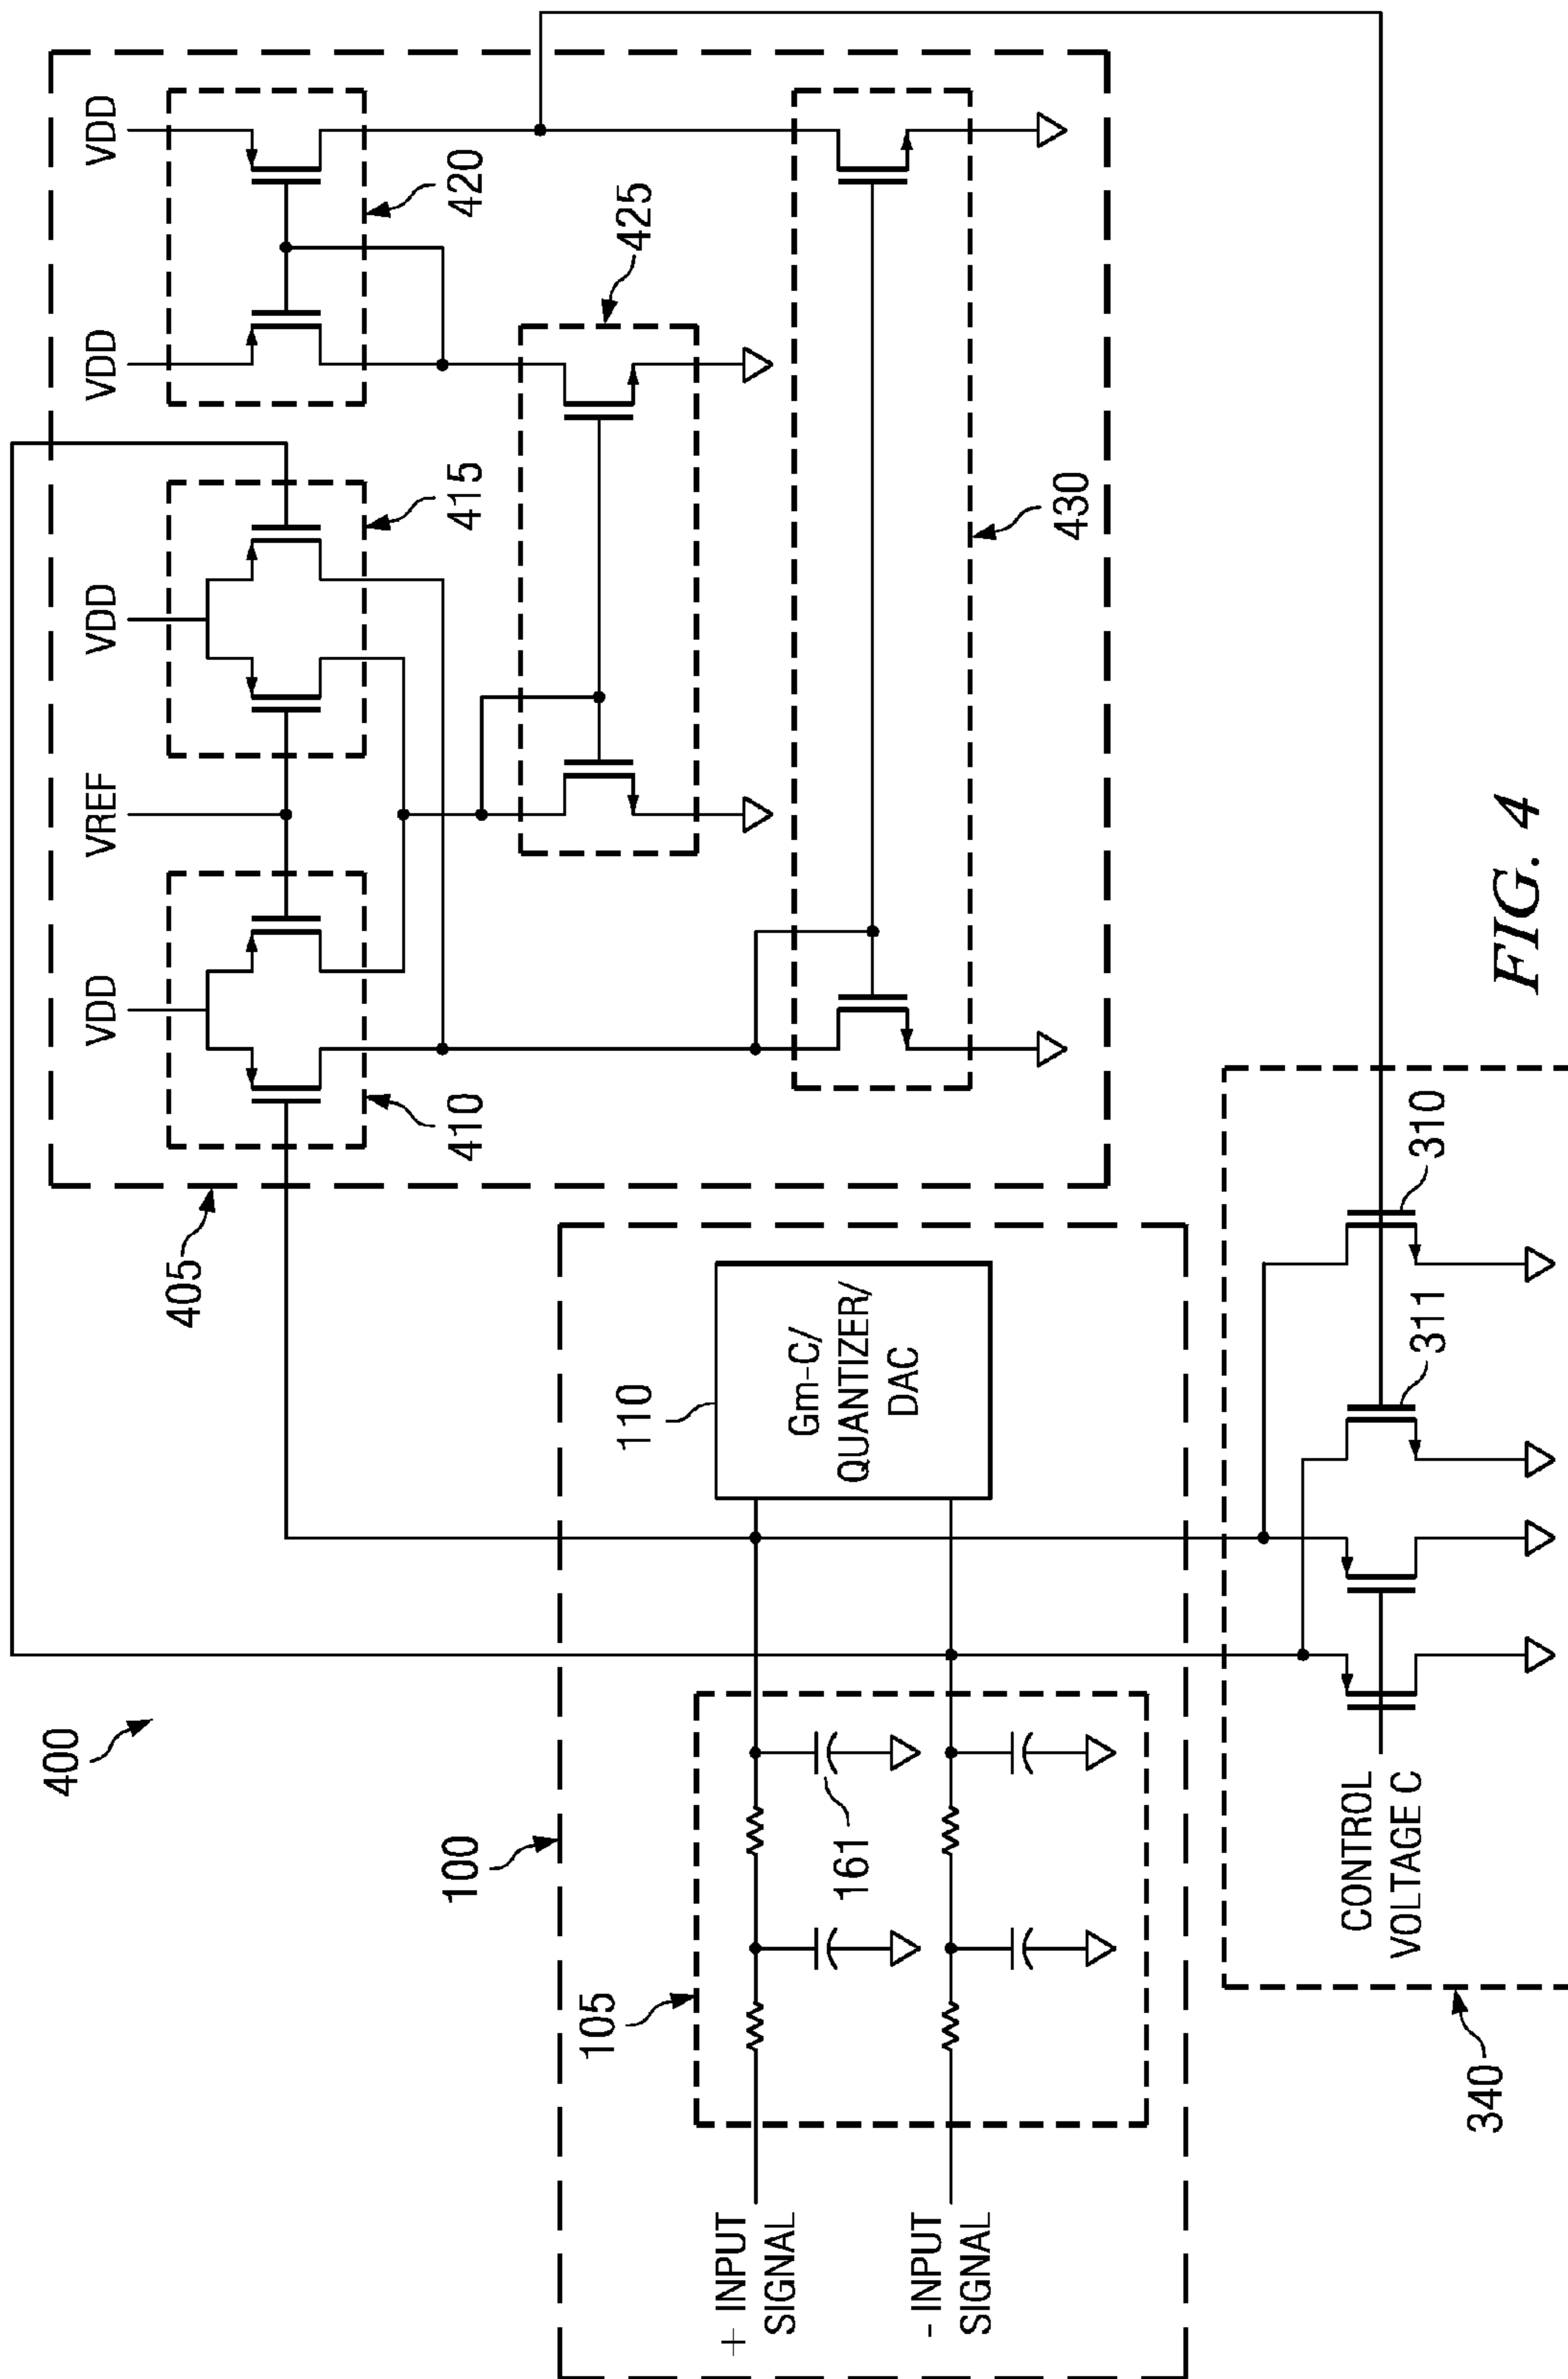 400
VDD
VREF
VDD
VDD
VDD
410
415
420
405
425
430
100
110
Gm-C/
QUANTIZER/
DAC
105
161
+ INPUT
SIGNAL
- INPUT
SIGNAL
CONTROL
VOLTAGE C
311
310
340
FIG. 4